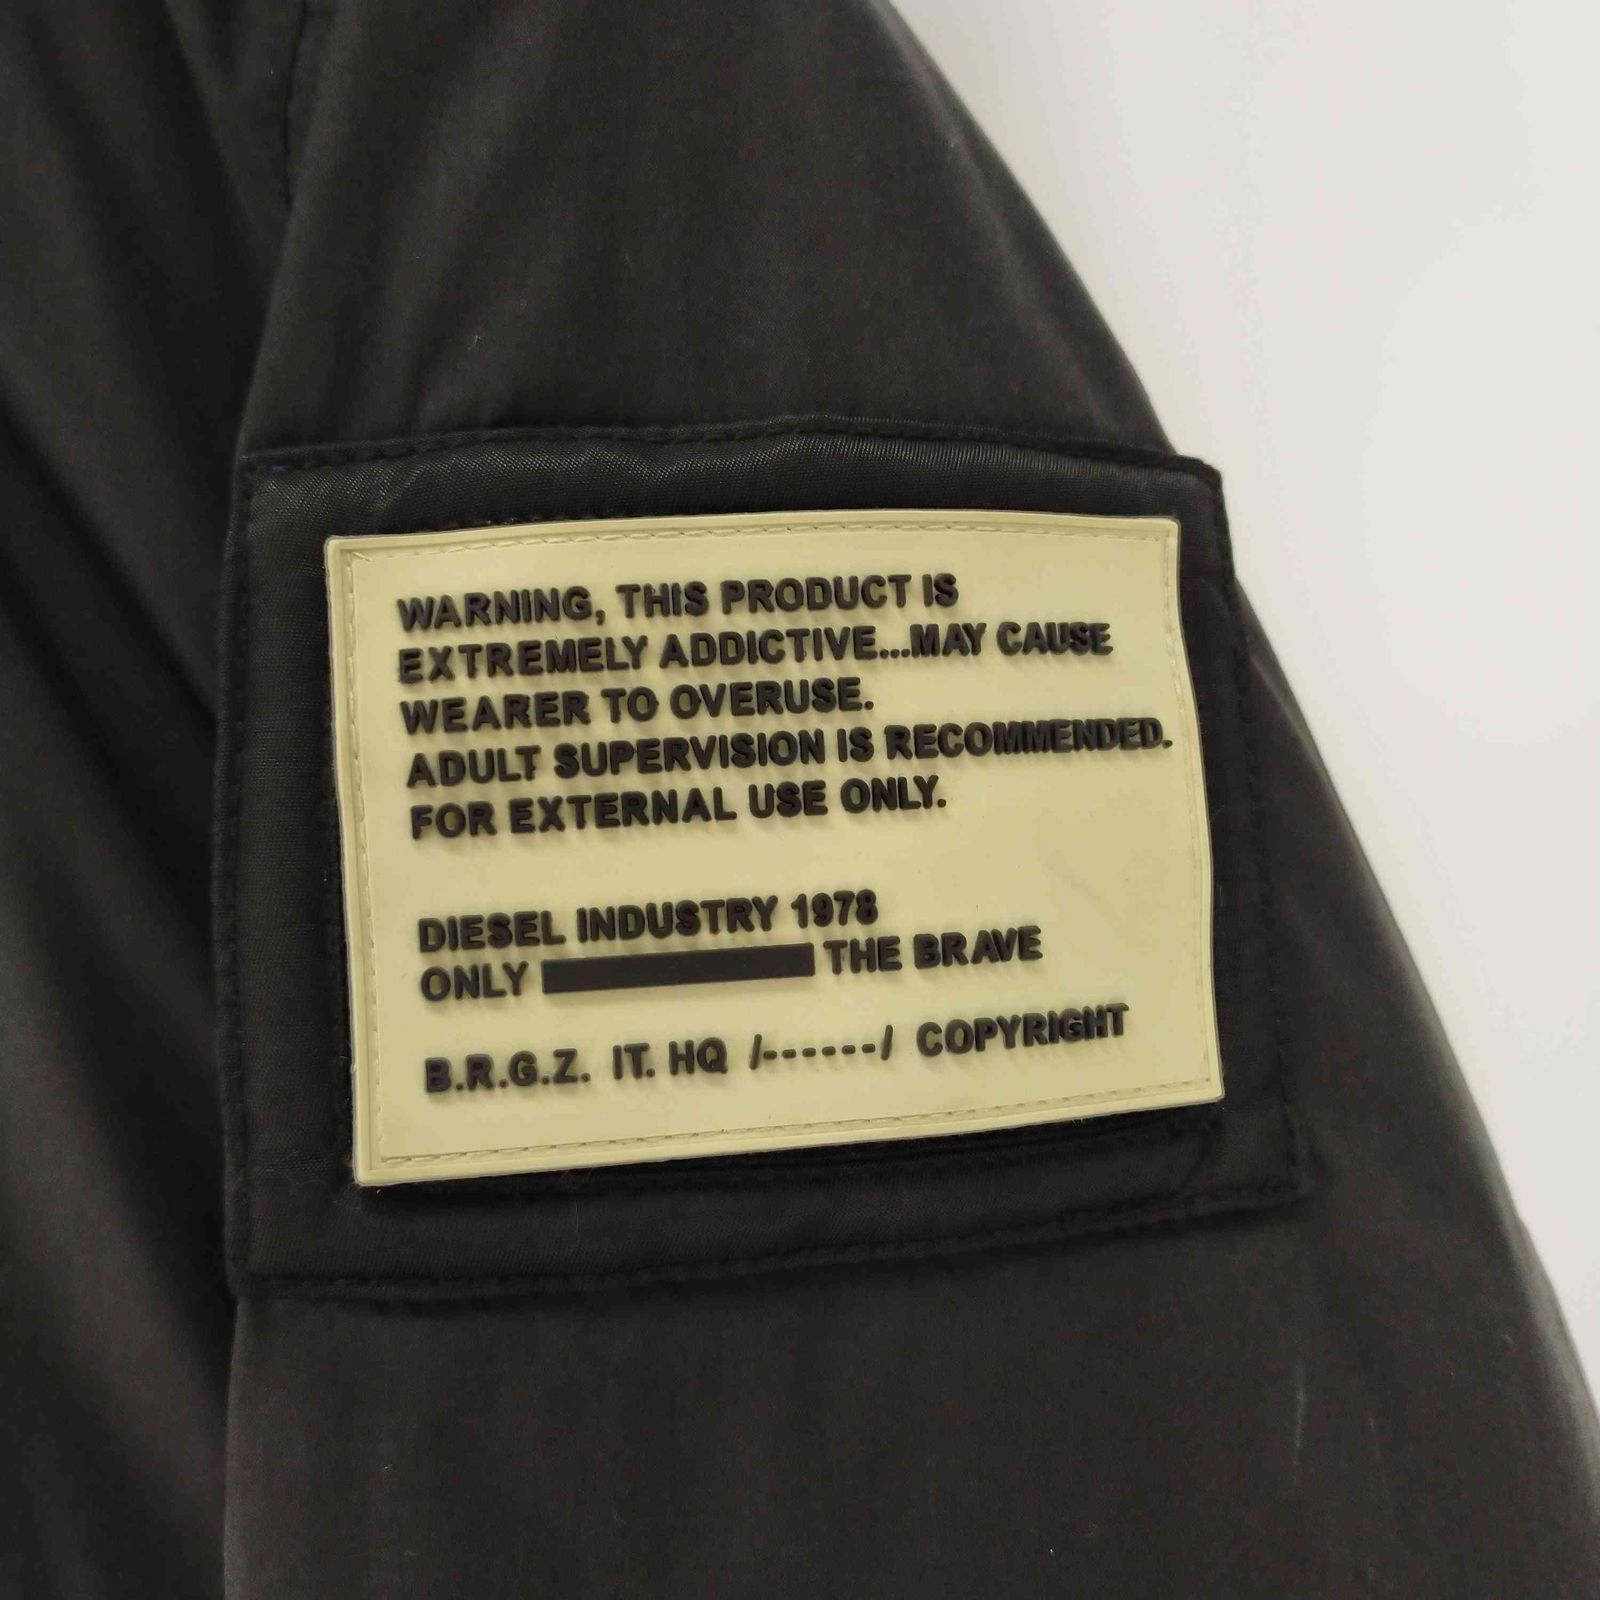 WARNING, THIS PRODUCT IS
EXTREMELY ADDICTIVE...MAY CAUSE
WEARER TO OVERUSE.
ADULT SUPERVISION IS RECOMMENDED.
FOR EXTERNAL USE ONLY.
DIESEL INDUSTRY 1978
ONLY THE BRAVE
B.R.G.Z. IT. HQ /------/ COPYRIGHT